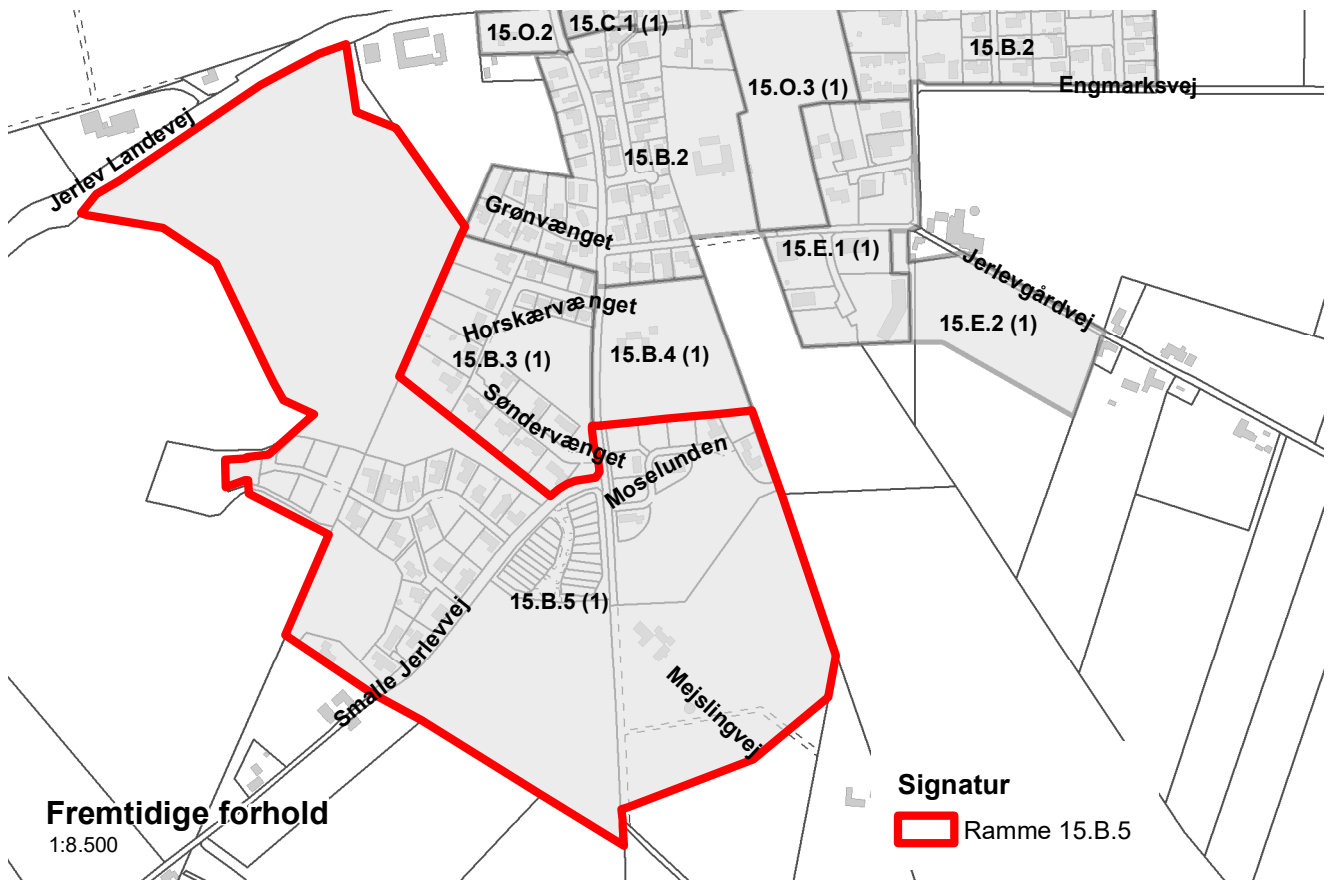 15.O.2
15.C.1 (1)
15.B.2
15.O.3 (1)
Engmarksvej
Jerlev Landevej
15.B.2
Grønvænget
15.E.1 (1)
Jerlevgårdvej
Horskærvænget
15.B.3 (1)
15.B.4 (1)
15.E.2 (1)
Søndervænget
Moselunden
15.B.5 (1)
Smalle Jerlevvej
Mejslingvej
Fremtidige forhold
1:8.500
Signatur
Ramme 15.B.5